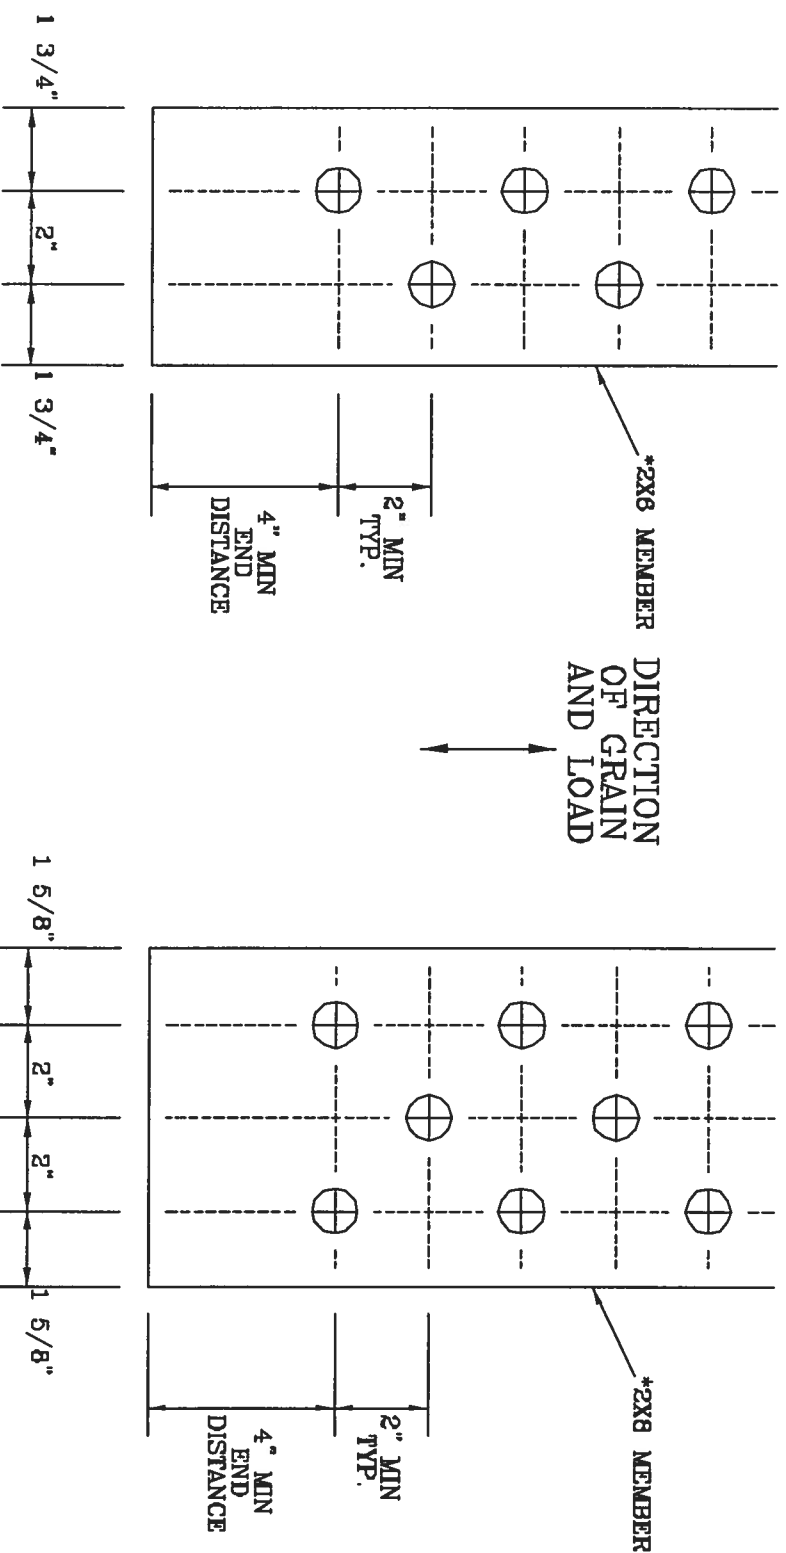 *2X6 MEMBER
DIRECTION
OF GRAIN
AND LOAD
*2X8 MEMBER
2" MIN
TYP.
4" MIN
END
DISTANCE
2" MIN
TYP.
4" MIN
END
DISTANCE
1 3/4"
2"
1 3/4"
1 5/8"
2"
2"
1 5/8"